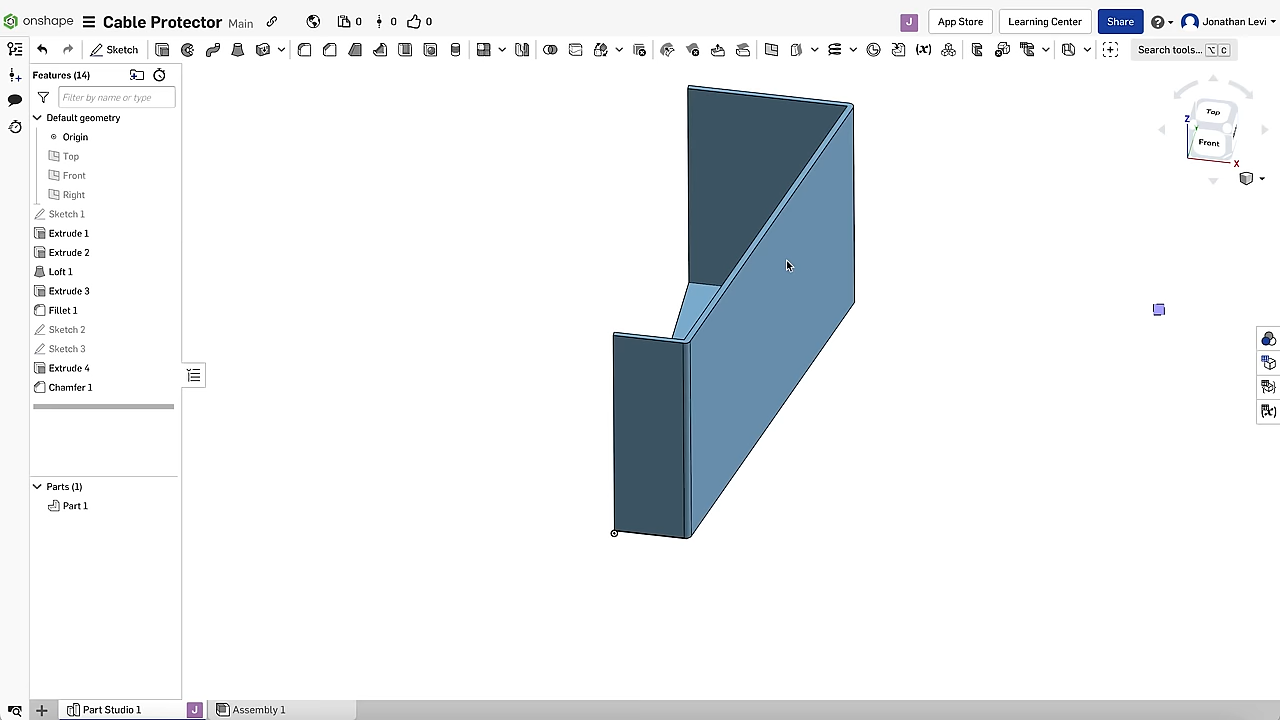 onshape Cable Protector Main 0 0 0 J App Store Learning Center Share Jonathan Levi
Sketch Search tools... ⌥ C
Features (14)
Filter by name or type
Default geometry
Origin
Top
Front
Right
Sketch 1
Extrude 1
Extrude 2
Loft 1
Extrude 3
Fillet 1
Sketch 2
Sketch 3
Extrude 4
Chamfer 1
Parts (1)
Part 1
Top
Z
Front
X
Part Studio 1 J Assembly 1